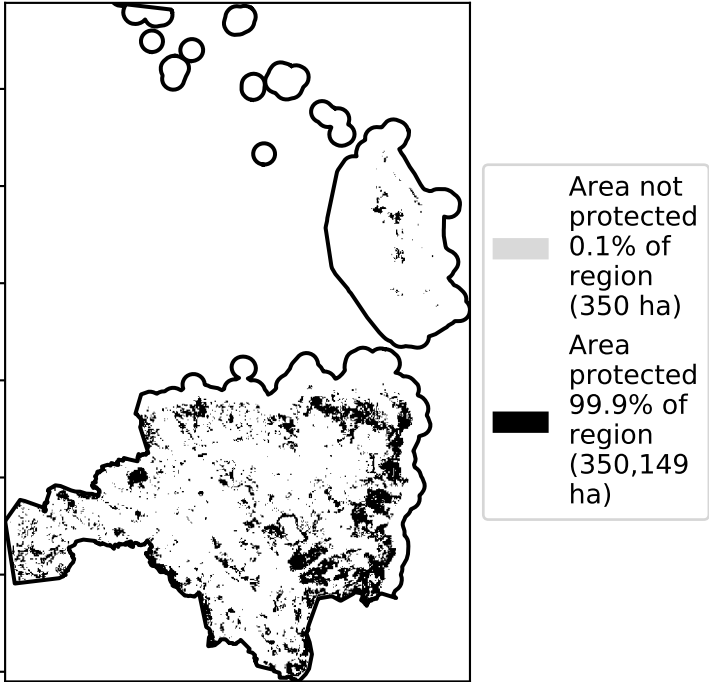 Area not
protected
0.1% of
region
(350 ha)
Area
protected
99.9% of
region
(350,149
ha)